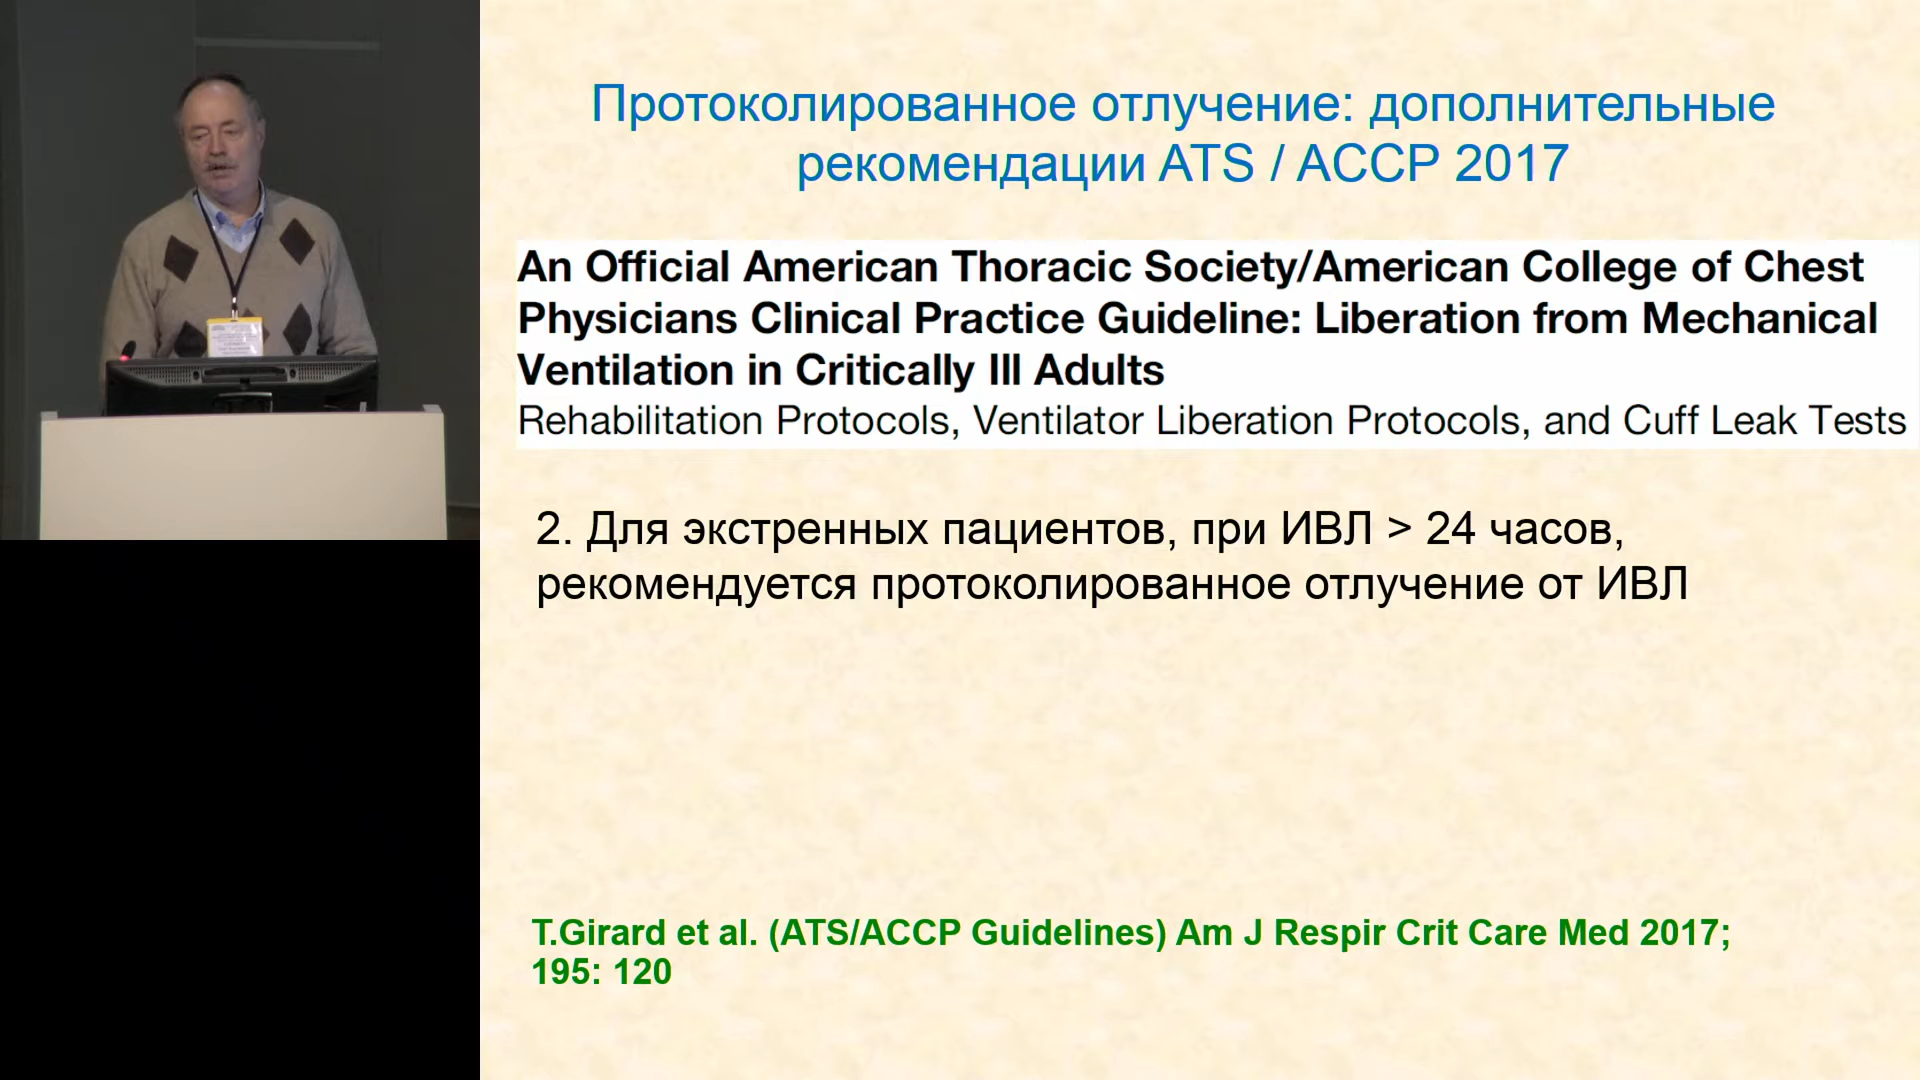 Протоколированное отлучение: дополнительные
рекомендации ATS / ACCP 2017
An Official American Thoracic Society/American College of Chest
Physicians Clinical Practice Guideline: Liberation from Mechanical
Ventilation in Critically Ill Adults
Rehabilitation Protocols, Ventilator Liberation Protocols, and Cuff Leak Tests
2. Для экстренных пациентов, при ИВЛ > 24 часов,
рекомендуется протоколированное отлучение от ИВЛ
T.Girard et al. (ATS/ACCP Guidelines) Am J Respir Crit Care Med 2017;
195: 120